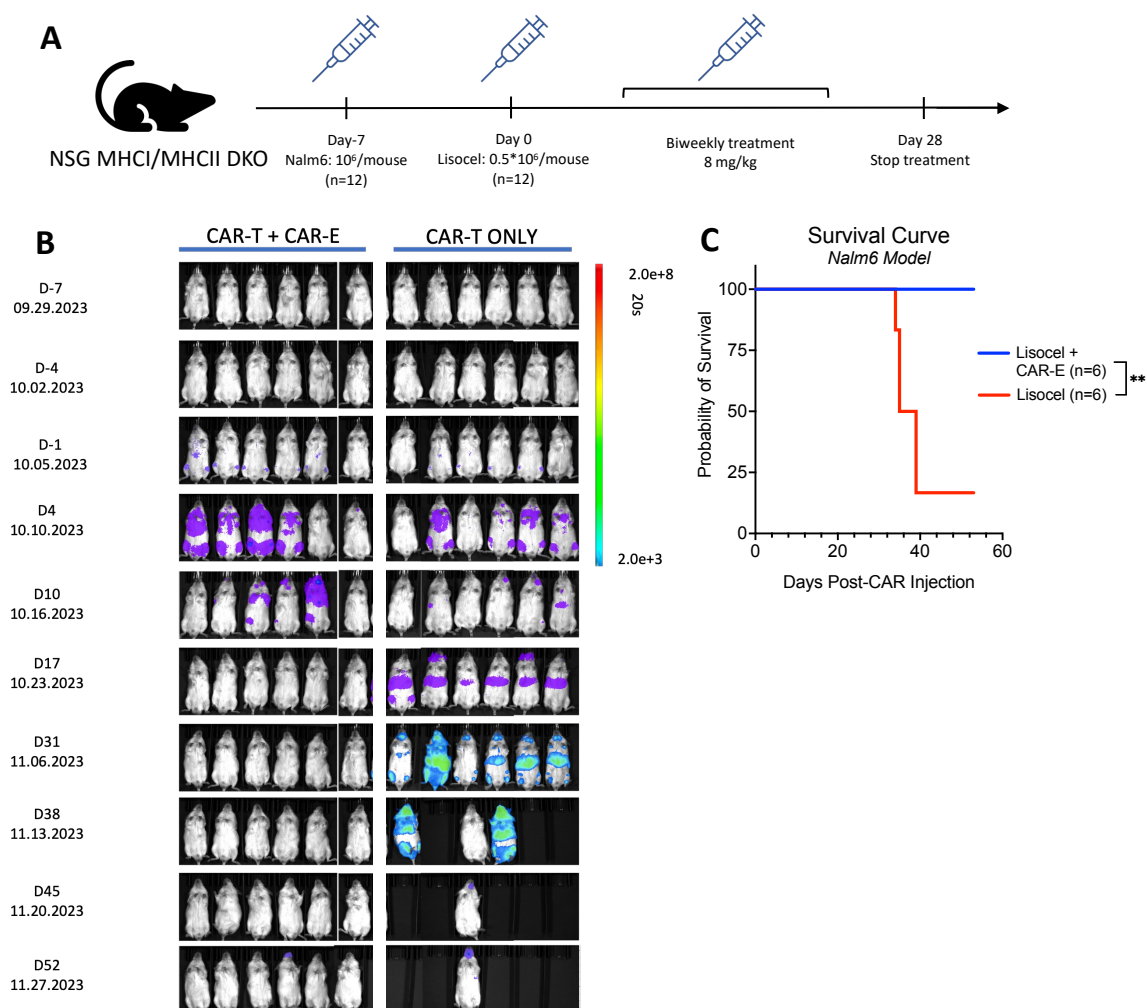 A
NSG MHCI/MHCII DKO
Day-7
Nalm6: 10⁶/mouse
(n=12)
Day 0
Lisocel: 0.5*10⁶/mouse
(n=12)
Biweekly treatment
8 mg/kg
Day 28
Stop treatment
B
CAR-T + CAR-E
CAR-T ONLY
D-7
09.29.2023
D-4
10.02.2023
D-1
10.05.2023
D4
10.10.2023
D10
10.16.2023
D17
10.23.2023
D31
11.06.2023
D38
11.13.2023
D45
11.20.2023
D52
11.27.2023
2.0e+8
20s
2.0e+3
C
Survival Curve
Nalm6 Model
Probability of Survival
100
75
50
25
0
0
20
40
60
Days Post-CAR Injection
Lisocel +
CAR-E (n=6)
Lisocel (n=6)
**